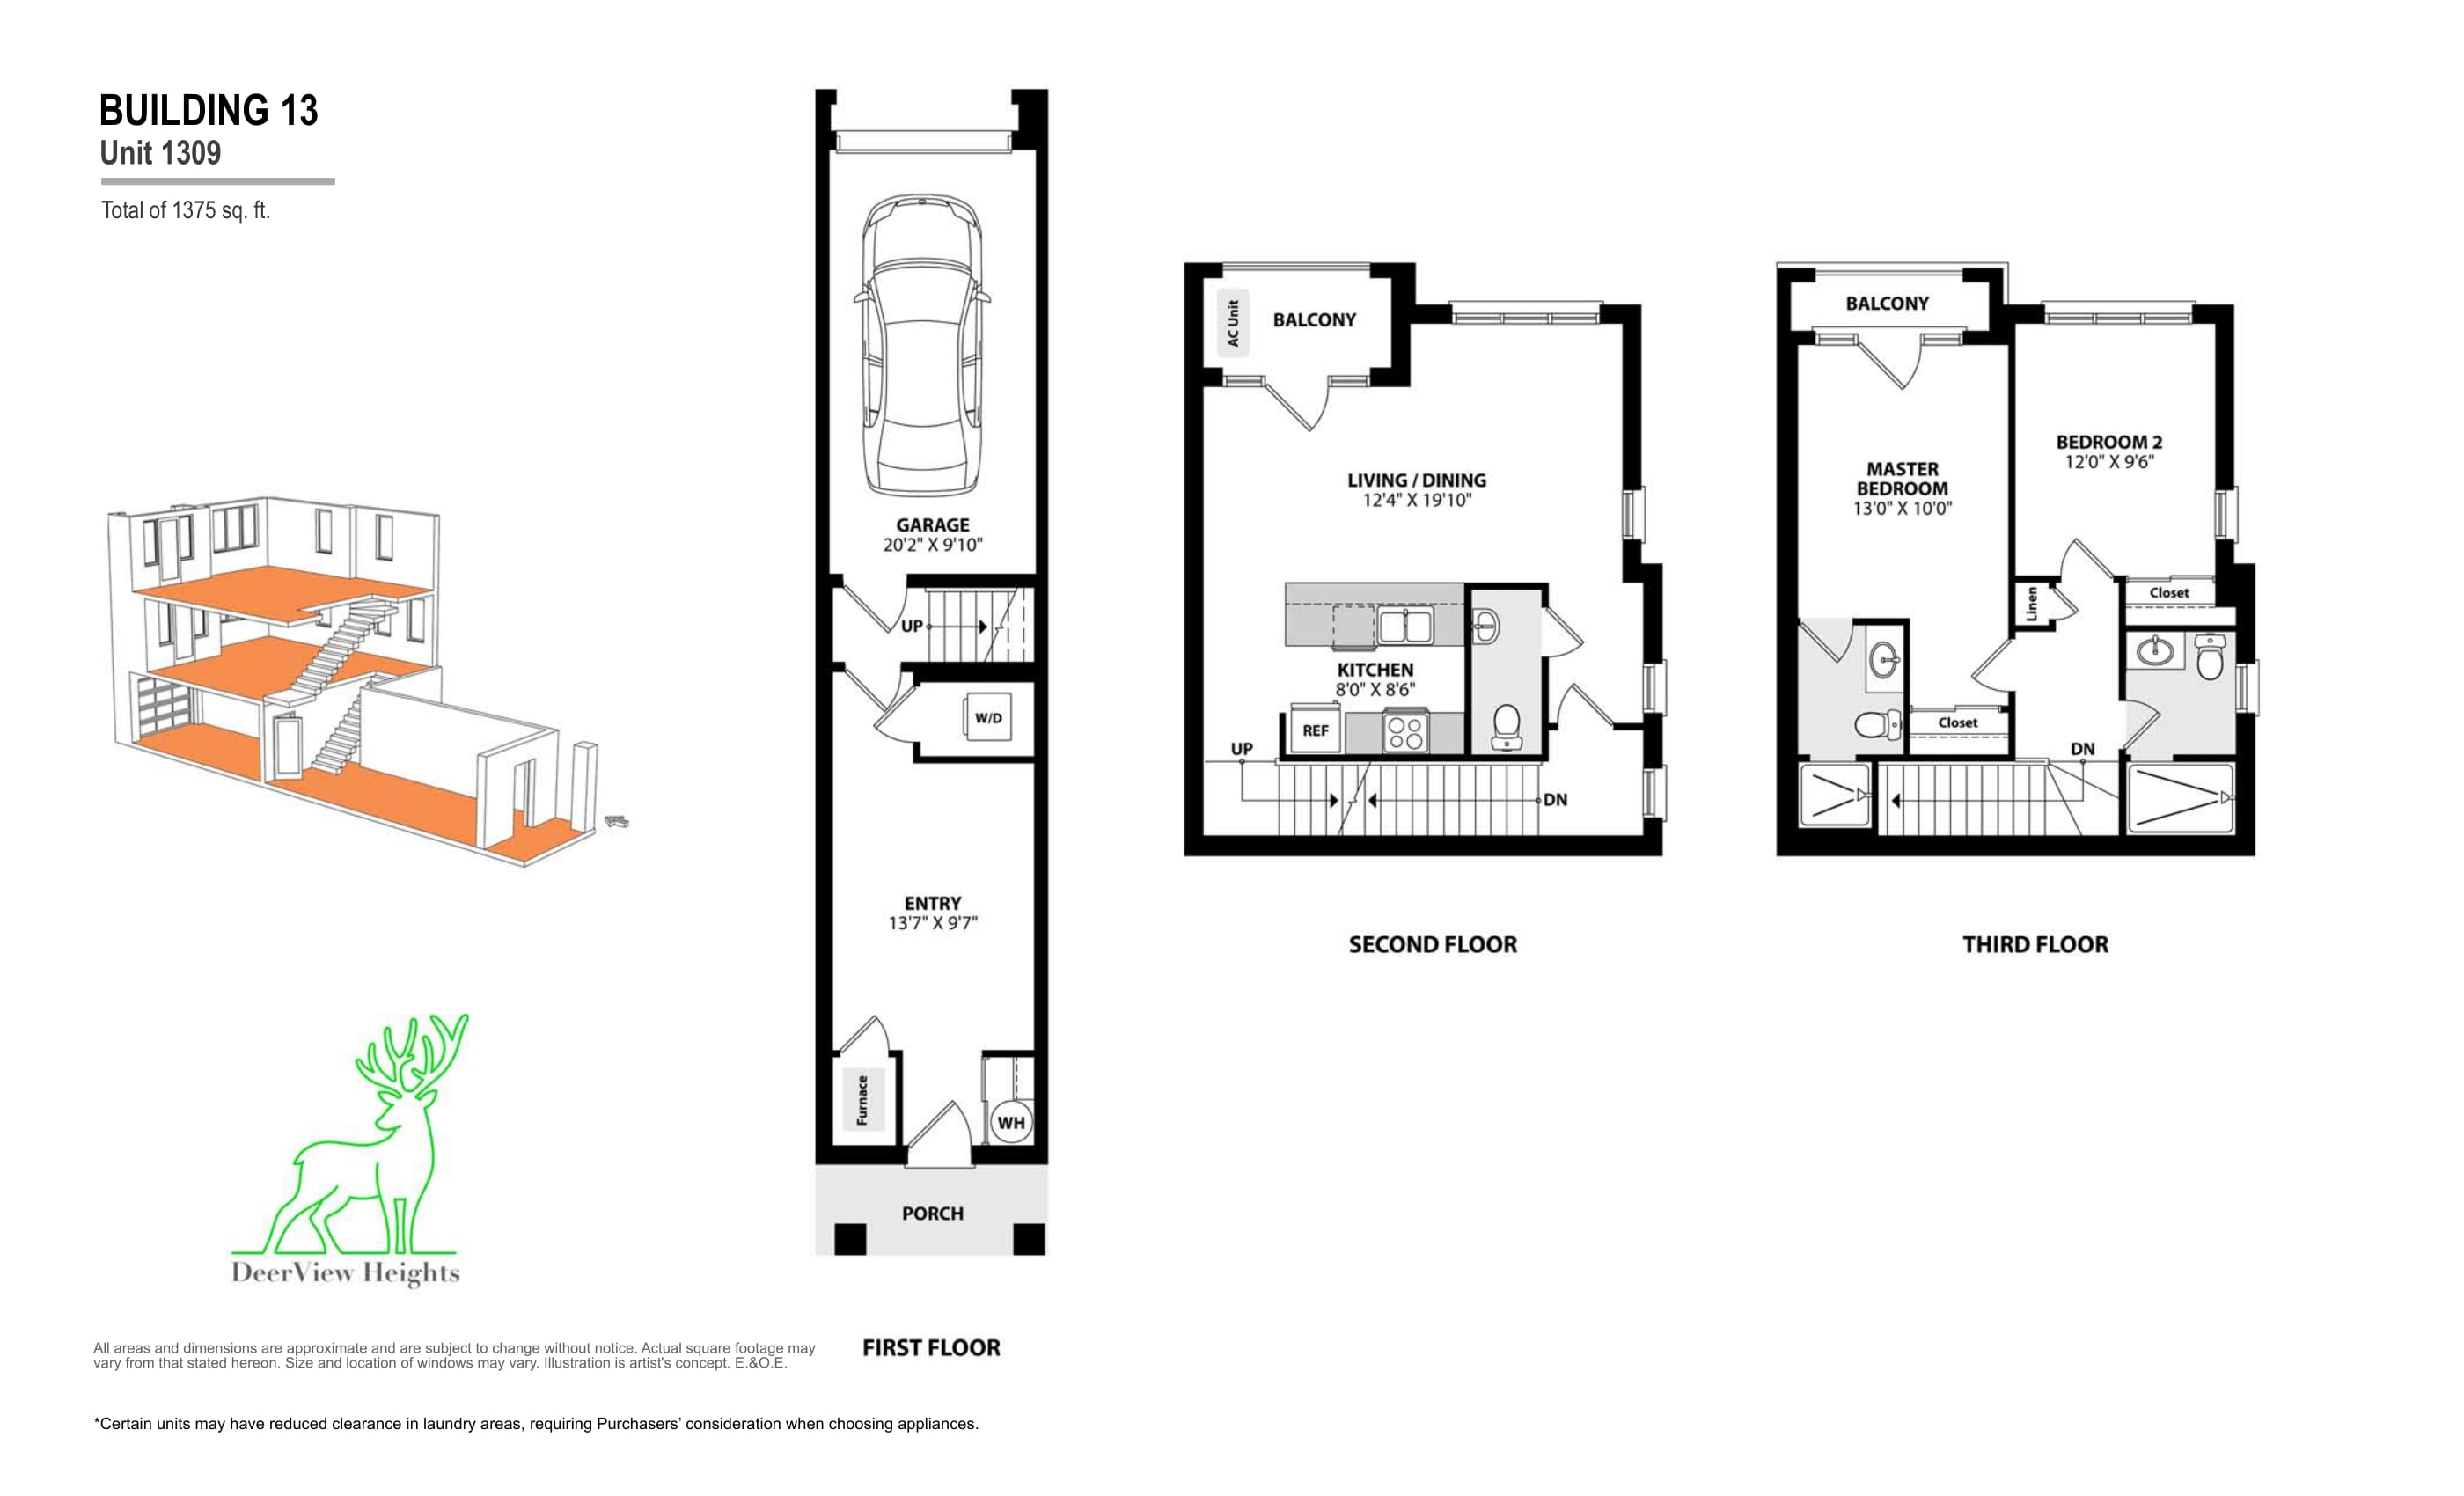 BUILDING 13
Unit 1309
Total of 1375 sq. ft.
GARAGE
20'2" X 9'10"
UP
W/D
ENTRY
13'7" X 9'7"
Furnace
WH
PORCH
FIRST FLOOR
AC Unit
BALCONY
LIVING / DINING
12'4" X 19'10"
KITCHEN
8'0" X 8'6"
REF
UP
DN
SECOND FLOOR
BALCONY
MASTER
BEDROOM
13'0" X 10'0"
BEDROOM 2
12'0" X 9'6"
Linen
Closet
Closet
DN
THIRD FLOOR
DeerView Heights
All areas and dimensions are approximate and are subject to change without notice. Actual square footage may
vary from that stated hereon. Size and location of windows may vary. Illustration is artist's concept. E.&O.E.
*Certain units may have reduced clearance in laundry areas, requiring Purchasers’ consideration when choosing appliances.